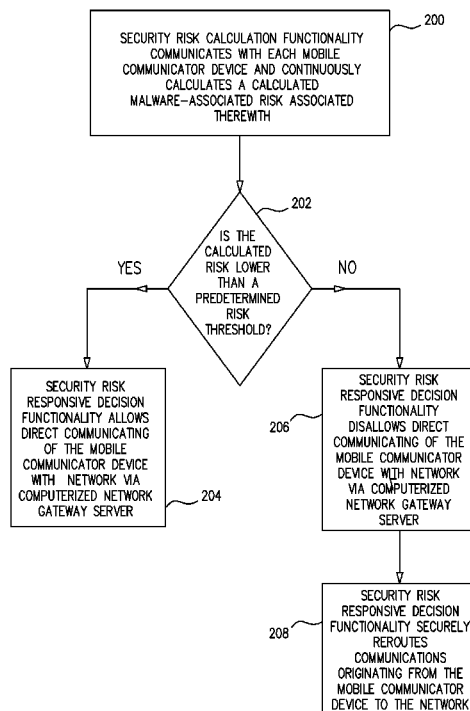 SECURITY RISK CALCULATION FUNCTIONALITY
COMMUNICATES WITH EACH MOBILE
COMMUNICATOR DEVICE AND CONTINUOUSLY
CALCULATES A CALCULATED
MALWARE-ASSOCIATED RISK ASSOCIATED
THEREWITH
200
202
IS THE
CALCULATED
RISK LOWER
THAN A
PREDETERMINED
RISK
THRESHOLD?
YES
NO
SECURITY RISK
RESPONSIVE DECISION
FUNCTIONALITY ALLOWS
DIRECT COMMUNICATING
OF THE MOBILE
COMMUNICATOR DEVICE
WITH NETWORK VIA
COMPUTERIZED NETWORK
GATEWAY SERVER
204
SECURITY RISK
RESPONSIVE DECISION
FUNCTIONALITY
DISALLOWS DIRECT
COMMUNICATING OF THE
MOBILE COMMUNICATOR
DEVICE WITH NETWORK
VIA COMPUTERIZED
NETWORK GATEWAY
SERVER
206
SECURITY RISK
RESPONSIVE DECISION
FUNCTIONALITY SECURELY
REROUTES
COMMUNICATIONS
ORIGINATING FROM THE
MOBILE COMMUNICATOR
DEVICE TO THE NETWORK
208